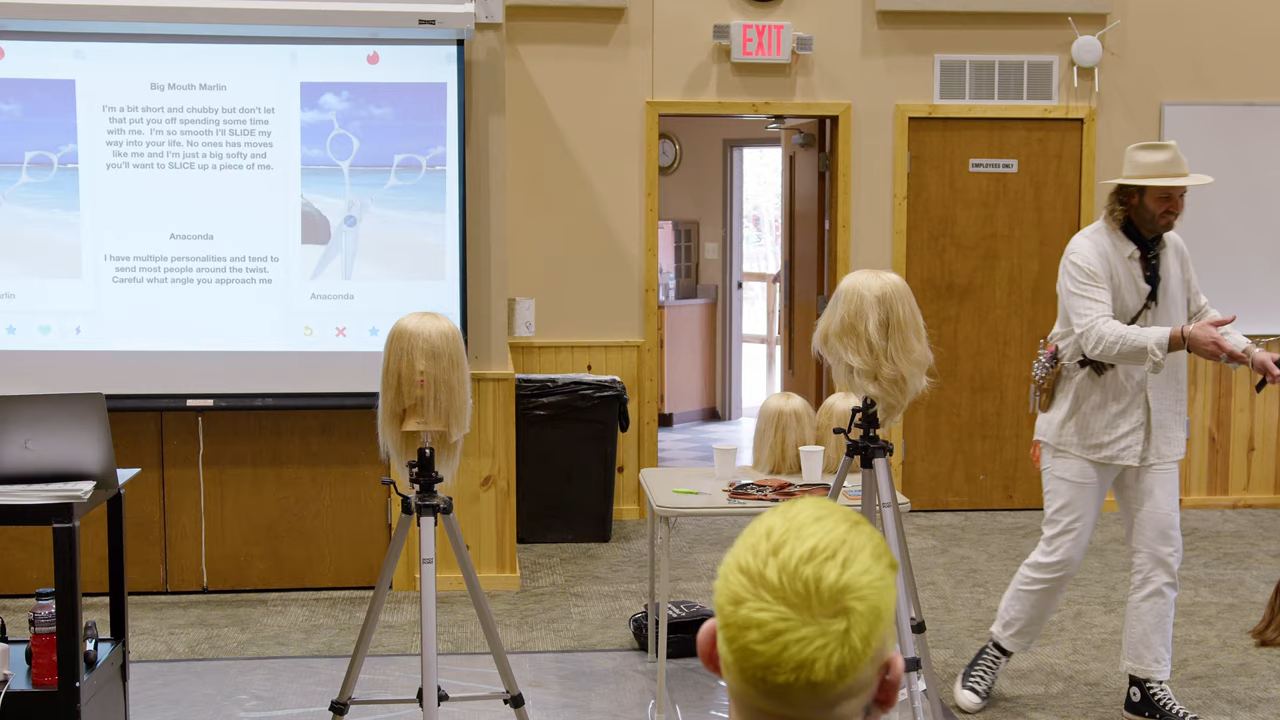 EXIT
Big Mouth Marlin
I'm a bit short and chubby but don't let
that put you off spending some time
with me. I'm so smooth I'll SLIDE my
way into your life. No ones has moves
like me and I'm just a big softy and
you'll want to SLICE up a piece of me.
EMPLOYEES ONLY
Anaconda
I have multiple personalities and tend to
send most people around the twist.
Careful what angle you approach me
Anaconda